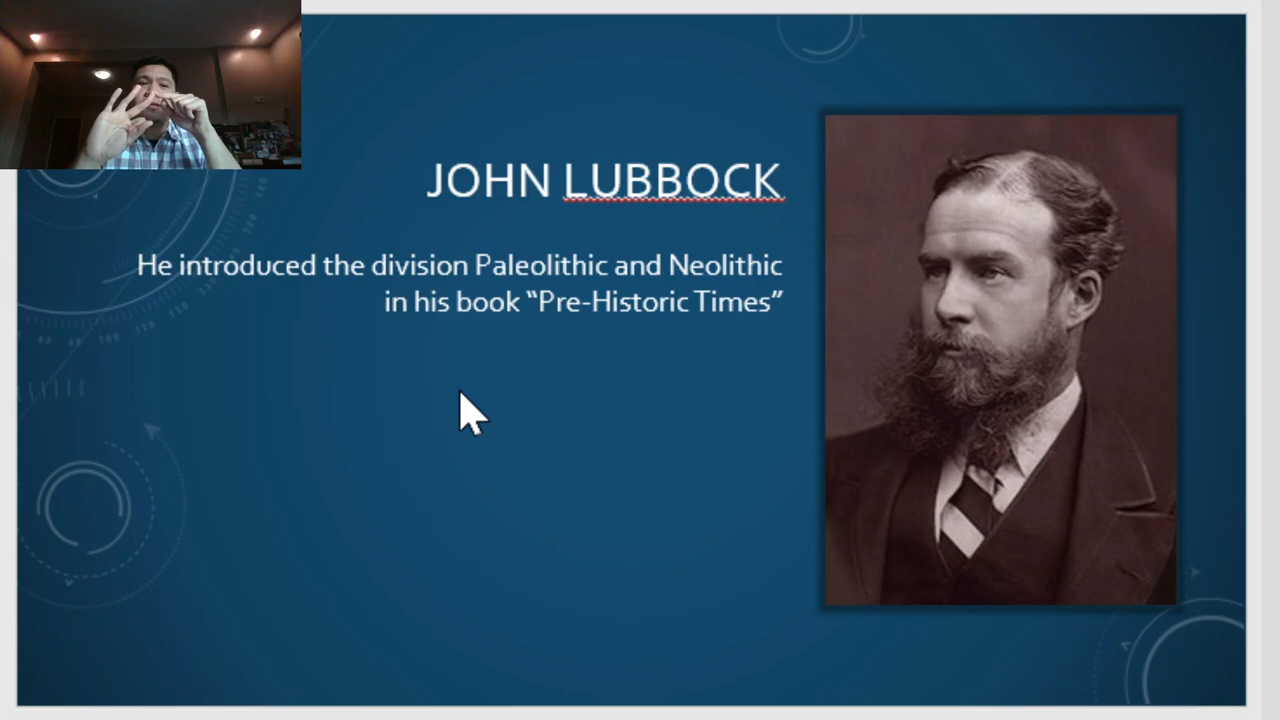 JOHN LUBBOCK
He introduced the division Paleolithic and Neolithic
in his book “Pre-Historic Times”